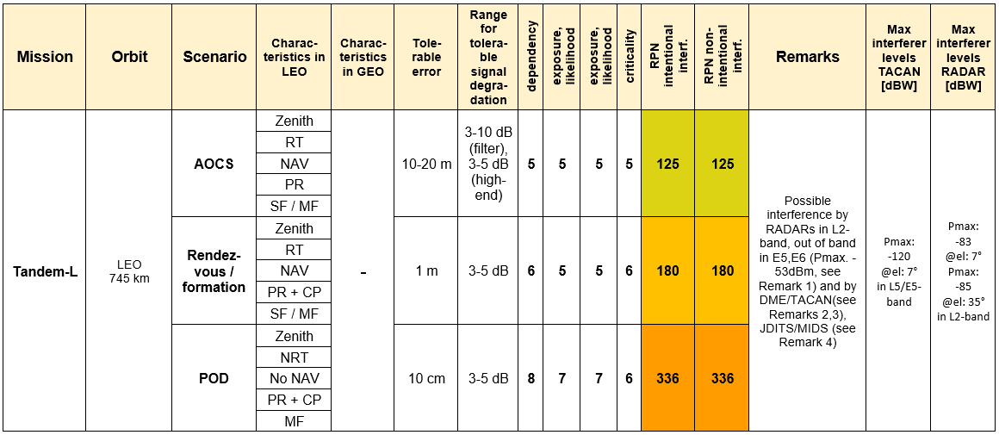 Mission
Orbit
Scenario
Charac-
teristics in
LEO
Charac-
teristics
in GEO
Tole-
rable
error
Range
for
tolera-
ble
signal
degra-
dation
dependency
exposure,
likelihood
exposure,
likelihood
criticality
RPN
intentional
interf.
RPN non-
intentional
interf.
Remarks
Max
interferer
levels
TACAN
[dBW]
Max
interferer
levels
RADAR
[dBW]
Tandem-L
LEO
745 km
AOCS
Zenith
RT
NAV
PR
SF / MF
-
10-20 m
3-10 dB
(filter),
3-5 dB
(high-
end)
5
5
5
5
125
125
Rendez-
vous /
formation
Zenith
RT
NAV
PR + CP
SF / MF
1 m
3-5 dB
6
5
5
6
180
180
POD
Zenith
NRT
No NAV
PR + CP
MF
10 cm
3-5 dB
8
7
7
6
336
336
Possible
interference by
RADARs in L2-
band, out of band
in E5,E6 (Pmax. -
53dBm, see
Remark 1) and by
DME/TACAN(see
Remarks 2,3),
JDITS/MIDS (see
Remark 4)
Pmax:
-120
@el: 7°
in L5/E5-
band
Pmax:
-83
@el: 7°
Pmax:
-85
@el: 35°
in L2-band